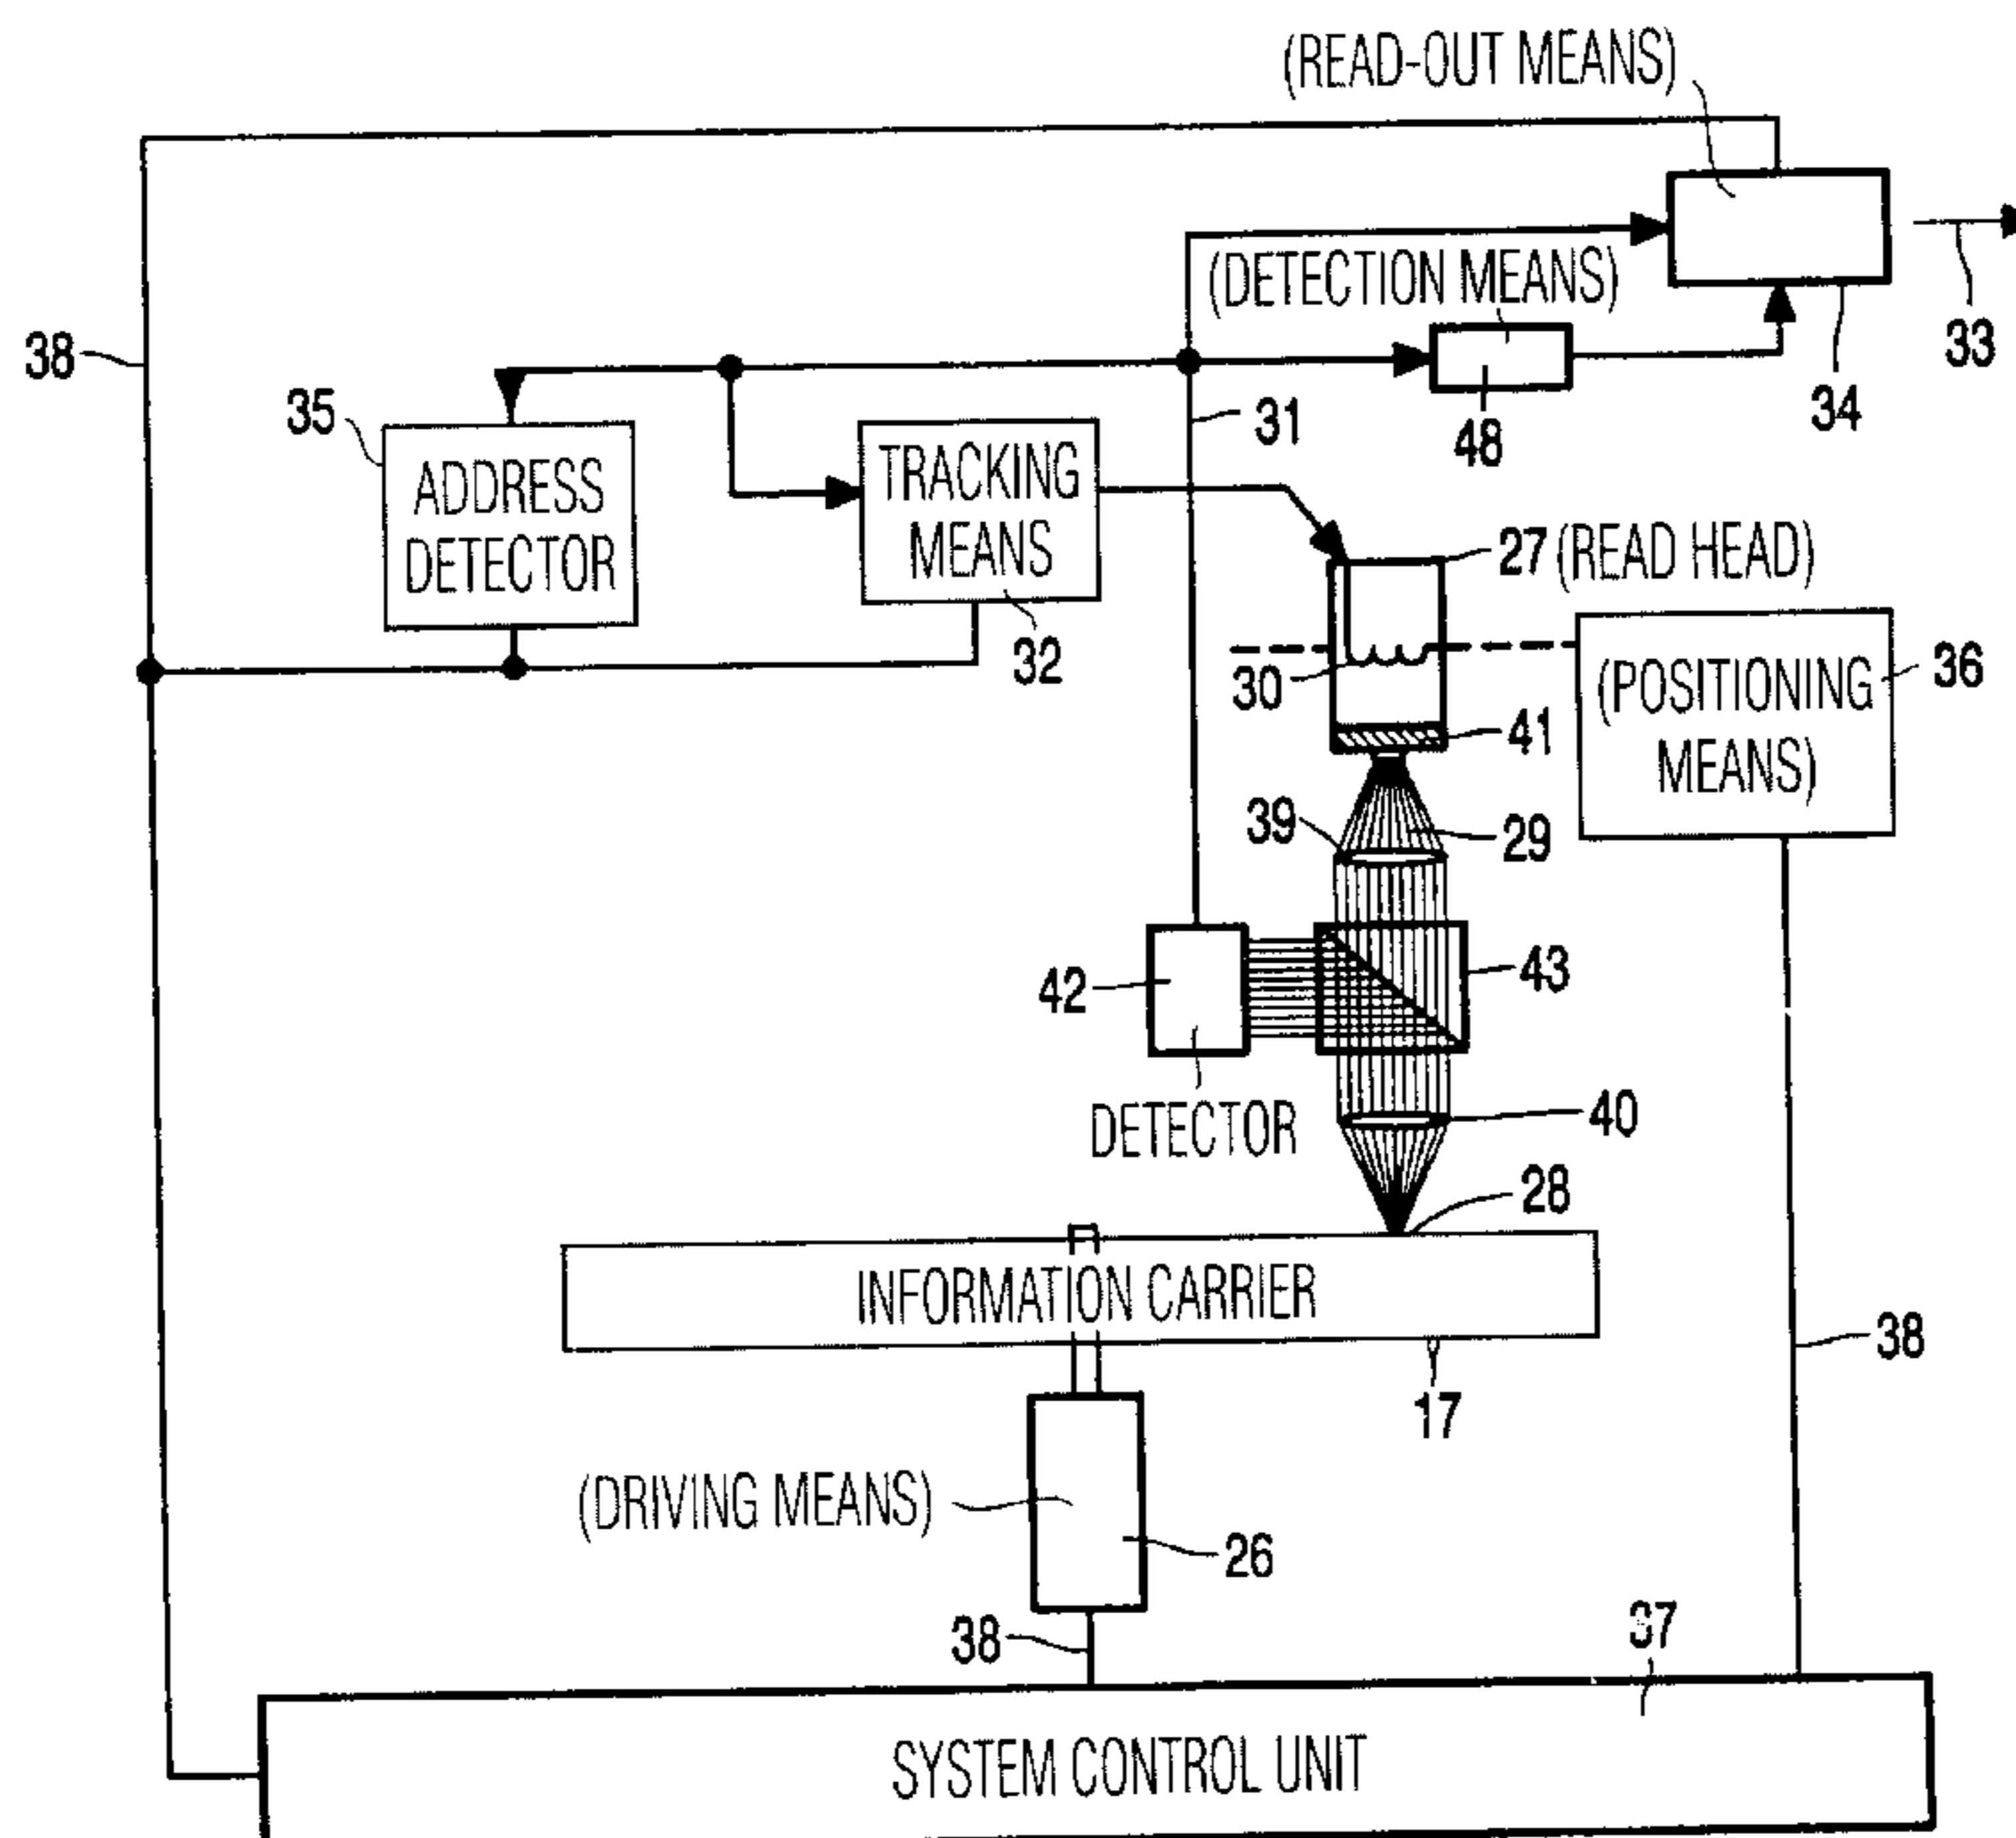 (READ-OUT MEANS)
(DETECTION MEANS)
38
33
35
34
31
48
ADDRESS
DETECTOR
TRACKING
MEANS
27 (READ HEAD)
32
30
36
(POSITIONING
MEANS)
41
39
29
42
43
DETECTOR
40
28
INFORMATION CARRIER
38
17
(DRIVING MEANS)
26
38
37
SYSTEM CONTROL UNIT